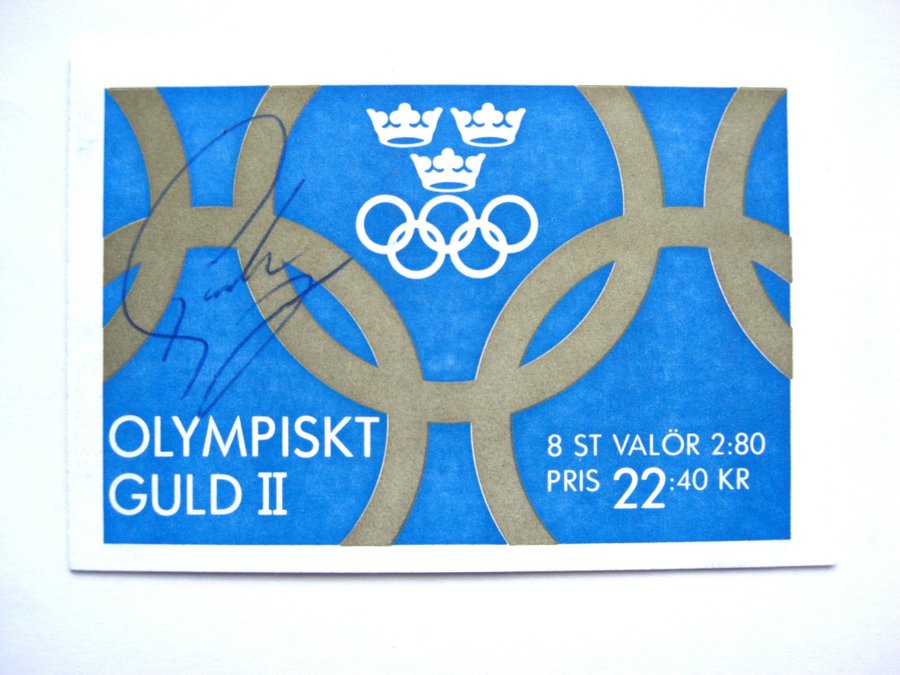 OLYMPISKT
GULD II
8 ST VALÖR 2:80
PRIS 22:40 KR